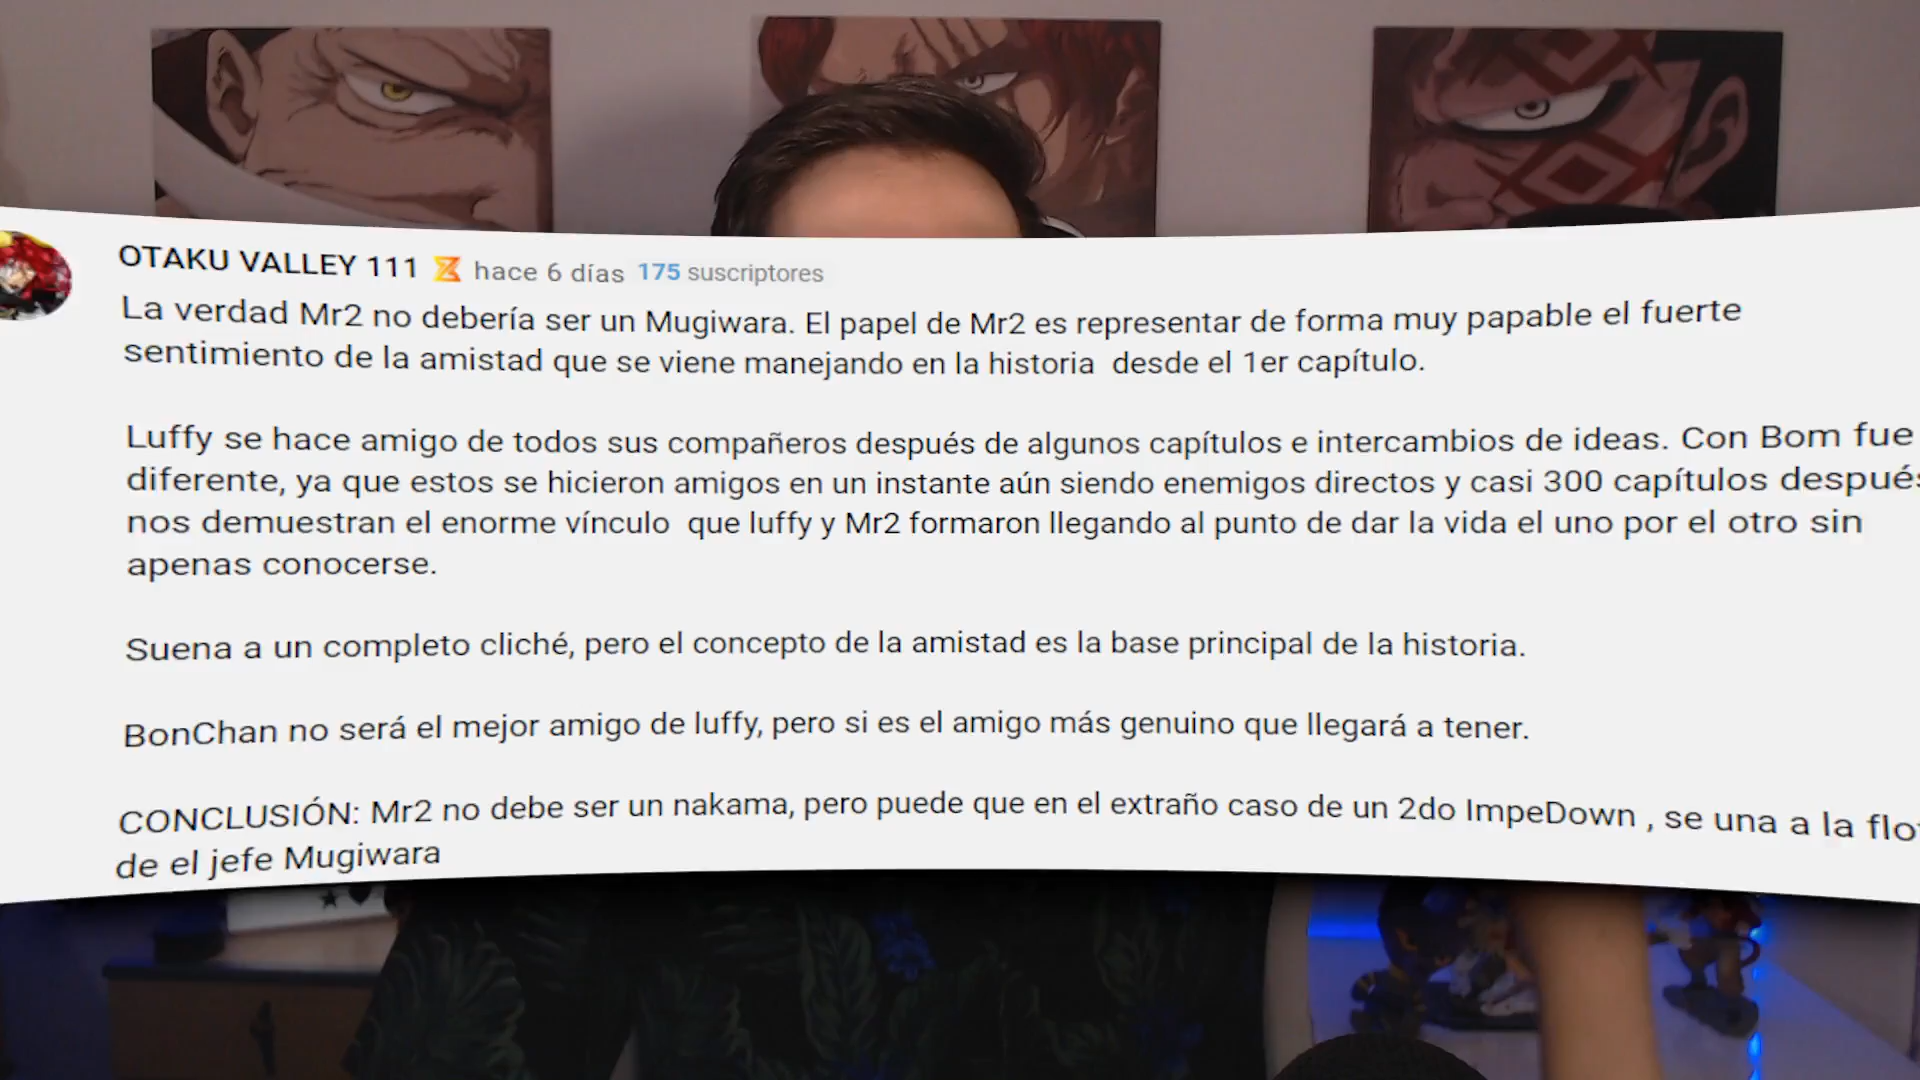 OTAKU VALLEY 111 hace 6 días 175 suscriptores
La verdad Mr2 no debería ser un Mugiwara. El papel de Mr2 es representar de forma muy papable el fuerte
sentimiento de la amistad que se viene manejando en la historia desde el 1er capítulo.
Luffy se hace amigo de todos sus compañeros después de algunos capítulos e intercambios de ideas. Con Bom fue
diferente, ya que estos se hicieron amigos en un instante aún siendo enemigos directos y casi 300 capítulos después
nos demuestran el enorme vínculo que luffy y Mr2 formaron llegando al punto de dar la vida el uno por el otro sin
apenas conocerse.
Suena a un completo cliché, pero el concepto de la amistad es la base principal de la historia.
BonChan no será el mejor amigo de luffy, pero si es el amigo más genuino que llegará a tener.
CONCLUSIÓN: Mr2 no debe ser un nakama, pero puede que en el extraño caso de un 2do ImpeDown , se una a la
de el jefe Mugiwara